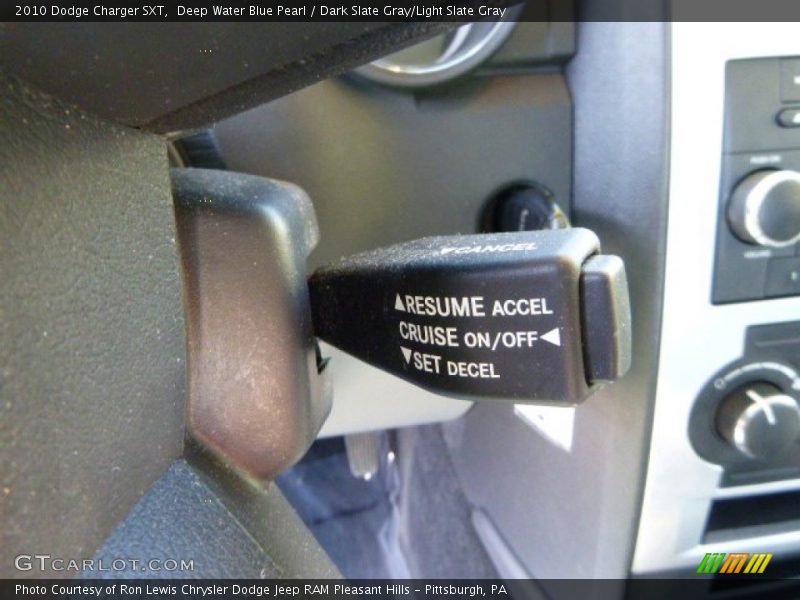 2010 Dodge Charger SXT,  Deep Water Blue Pearl / Dark Slate Gray/Light Slate Gray
▼CANCEL
▲RESUME ACCEL
CRUISE ON/OFF◀
▼SET DECEL
GTCARLOT.COM
Photo Courtesy of Ron Lewis Chrysler Dodge Jeep RAM Pleasant Hills - Pittsburgh, PA